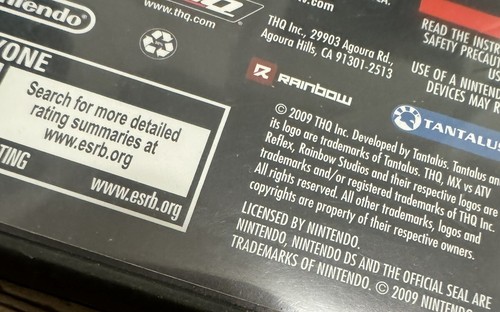 Nintendo
www.thq.com
THQ Inc., 29903 Agoura Rd.,
Agoura Hills, CA 91301-2513
RAINBOW
READ THE
SAFETY
USE OF A
DEVICES MAY
TANTALUS
Search for more detailed
rating summaries at
www.esrb.org
www.esrb.org
© 2009 THQ Inc. Developed by Tantalus. Tantalus and
its logo are trademarks of Tantalus. THQ, MX vs ATV
Reflex, Rainbow Studios and their respective logos are
trademarks and/or registered trademarks of THQ Inc.
All rights reserved. All other trademarks, logos and
copyrights are property of their respective owners.
LICENSED BY NINTENDO.
NINTENDO, NINTENDO DS AND THE OFFICIAL SEAL ARE
TRADEMARKS OF NINTENDO. © 2009 NINTENDO